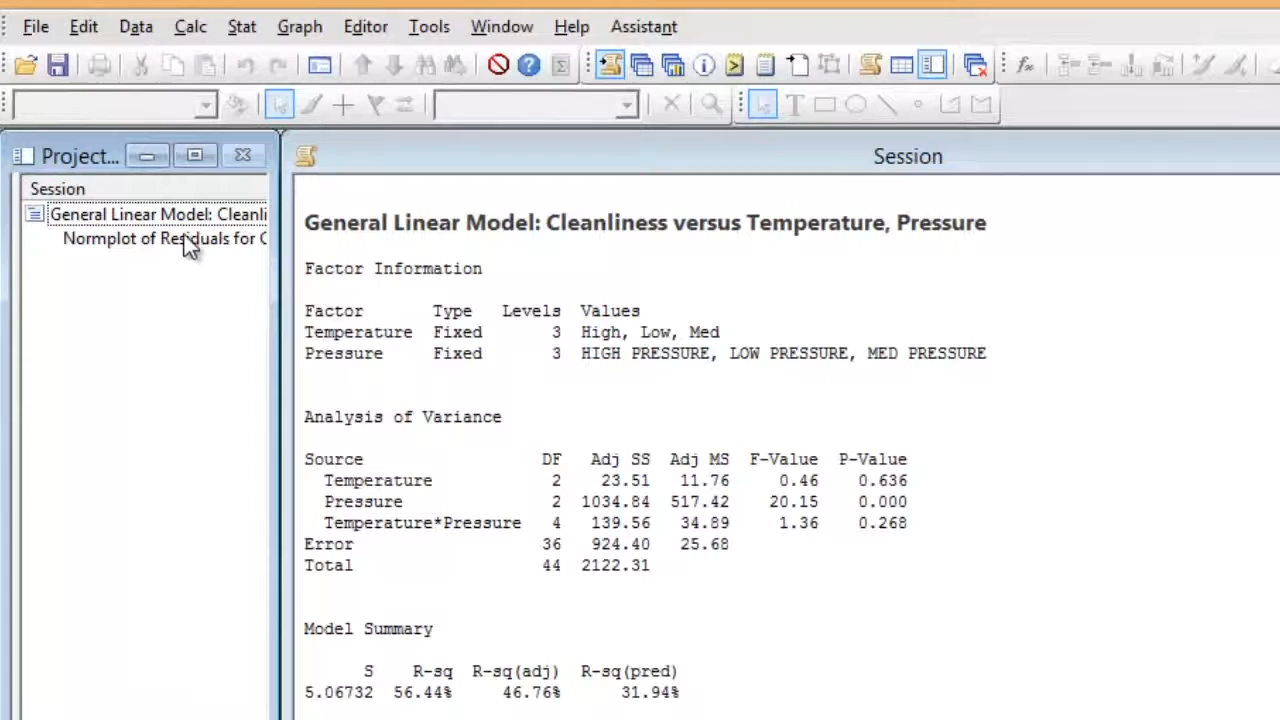 File Edit Data Calc Stat Graph Editor Tools Window Help Assistant
Project...
Session
General Linear Model: Cleanli
Normplot of Residuals for
Session
General Linear Model: Cleanliness versus Temperature, Pressure
Factor Information
Factor Type Levels Values
Temperature Fixed 3 High, Low, Med
Pressure Fixed 3 HIGH PRESSURE, LOW PRESSURE, MED PRESSURE
Analysis of Variance
Source DF Adj SS Adj MS F-Value P-Value
Temperature 2 23.51 11.76 0.46 0.636
Pressure 2 1034.84 517.42 20.15 0.000
Temperature*Pressure 4 139.56 34.89 1.36 0.268
Error 36 924.40 25.68
Total 44 2122.31
Model Summary
S R-sq R-sq(adj) R-sq(pred)
5.06732 56.44% 46.76% 31.94%